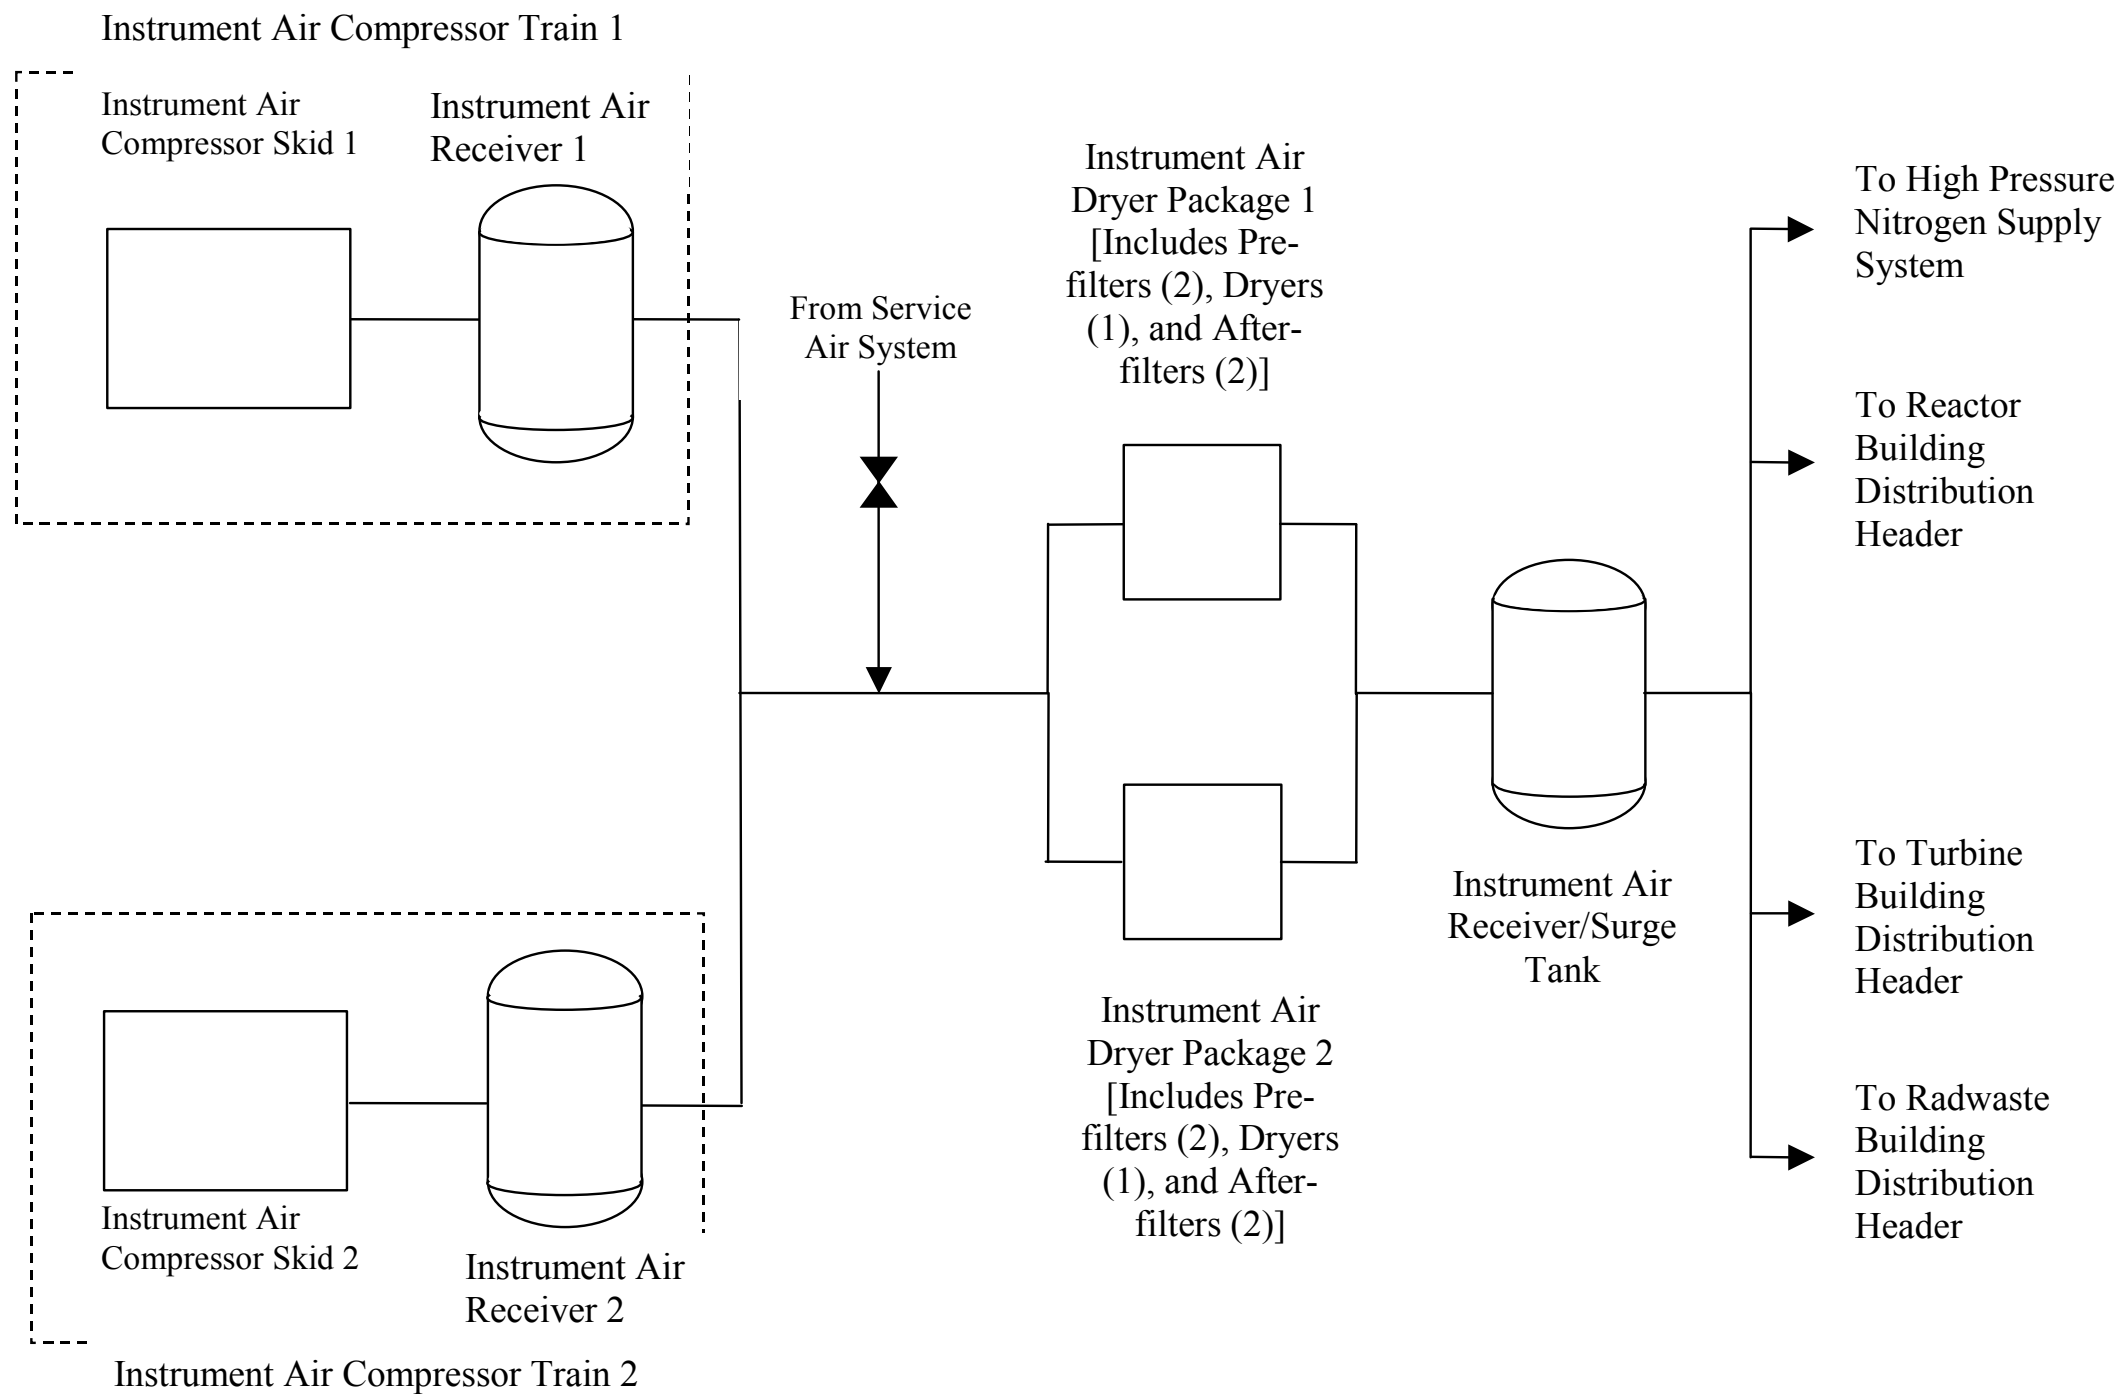 Instrument Air Compressor Train 1
Instrument Air
Compressor Skid 1
Instrument Air
Receiver 1
From Service
Air System
Instrument Air
Dryer Package 1
[Includes Pre-
filters (2), Dryers
(1), and After-
filters (2)]
To High Pressure
Nitrogen Supply
System
To Reactor
Building
Distribution
Header
Instrument Air
Receiver/Surge
Tank
To Turbine
Building
Distribution
Header
Instrument Air
Dryer Package 2
[Includes Pre-
filters (2), Dryers
(1), and After-
filters (2)]
To Radwaste
Building
Distribution
Header
Instrument Air
Compressor Skid 2
Instrument Air
Receiver 2
Instrument Air Compressor Train 2